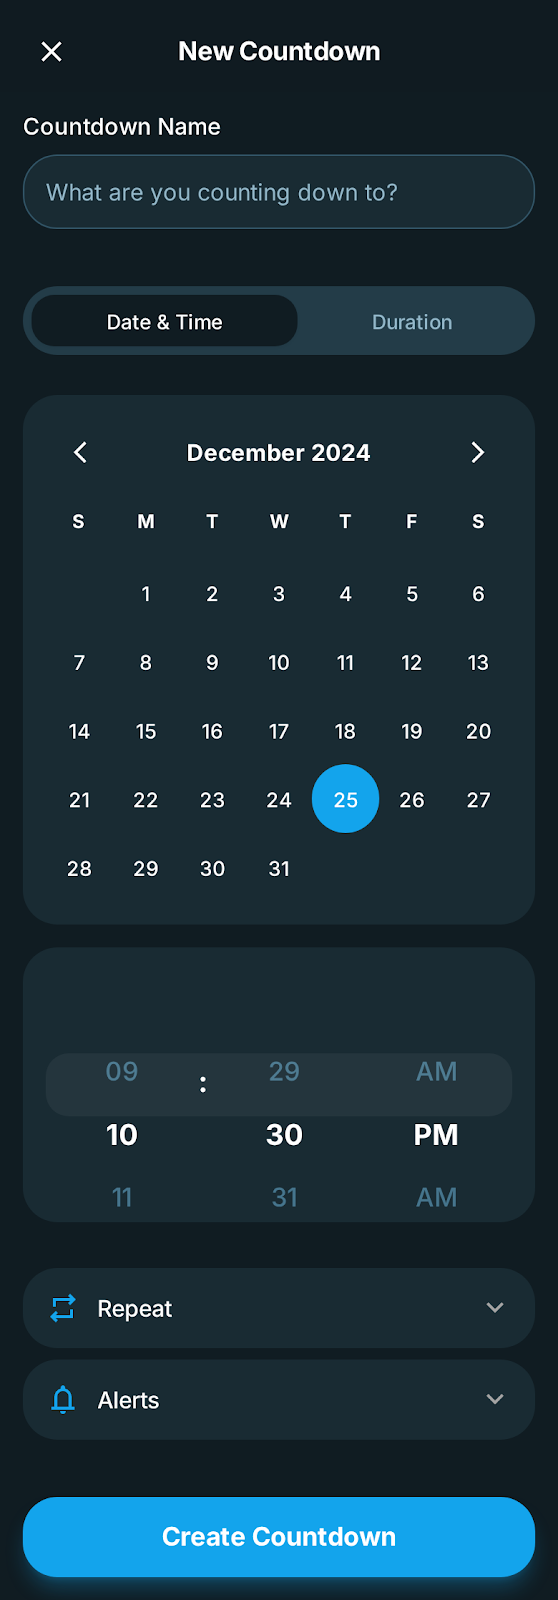 New Countdown
Countdown Name
What are you counting down to?
Date & Time Duration
December 2024
S M T W T F S
1 2 3 4 5 6
7 8 9 10 11 12 13
14 15 16 17 18 19 20
21 22 23 24 25 26 27
28 29 30 31
09 : 29 AM
10 30 PM
11 31 AM
Repeat
Alerts
Create Countdown